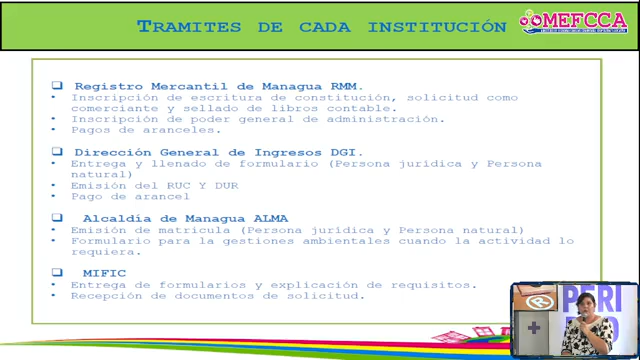 TRAMITES DE CADA INSTITUCIÓN
MEFCCA
Registro Mercantil de Managua RMM.
• Inscripción de escritura de constitución, solicitud como
comerciante y sellado de libros contable.
• Inscripción de poder general de administración.
• Pagos de aranceles.
Dirección General de Ingresos DGI.
• Entrega y llenado de formulario (Persona jurídica y Persona
natural)
• Emisión del RUC Y DUR
• Pago de arancel
Alcaldía de Managua ALMA
• Emisión de matricula (Persona jurídica y Persona natural)
• Formulario para la gestiones ambientales cuando la actividad lo
requiera.
MIFIC
• Entrega de formularios y explicación de requisitos.
• Recepción de documentos de solicitud.
®
PERI